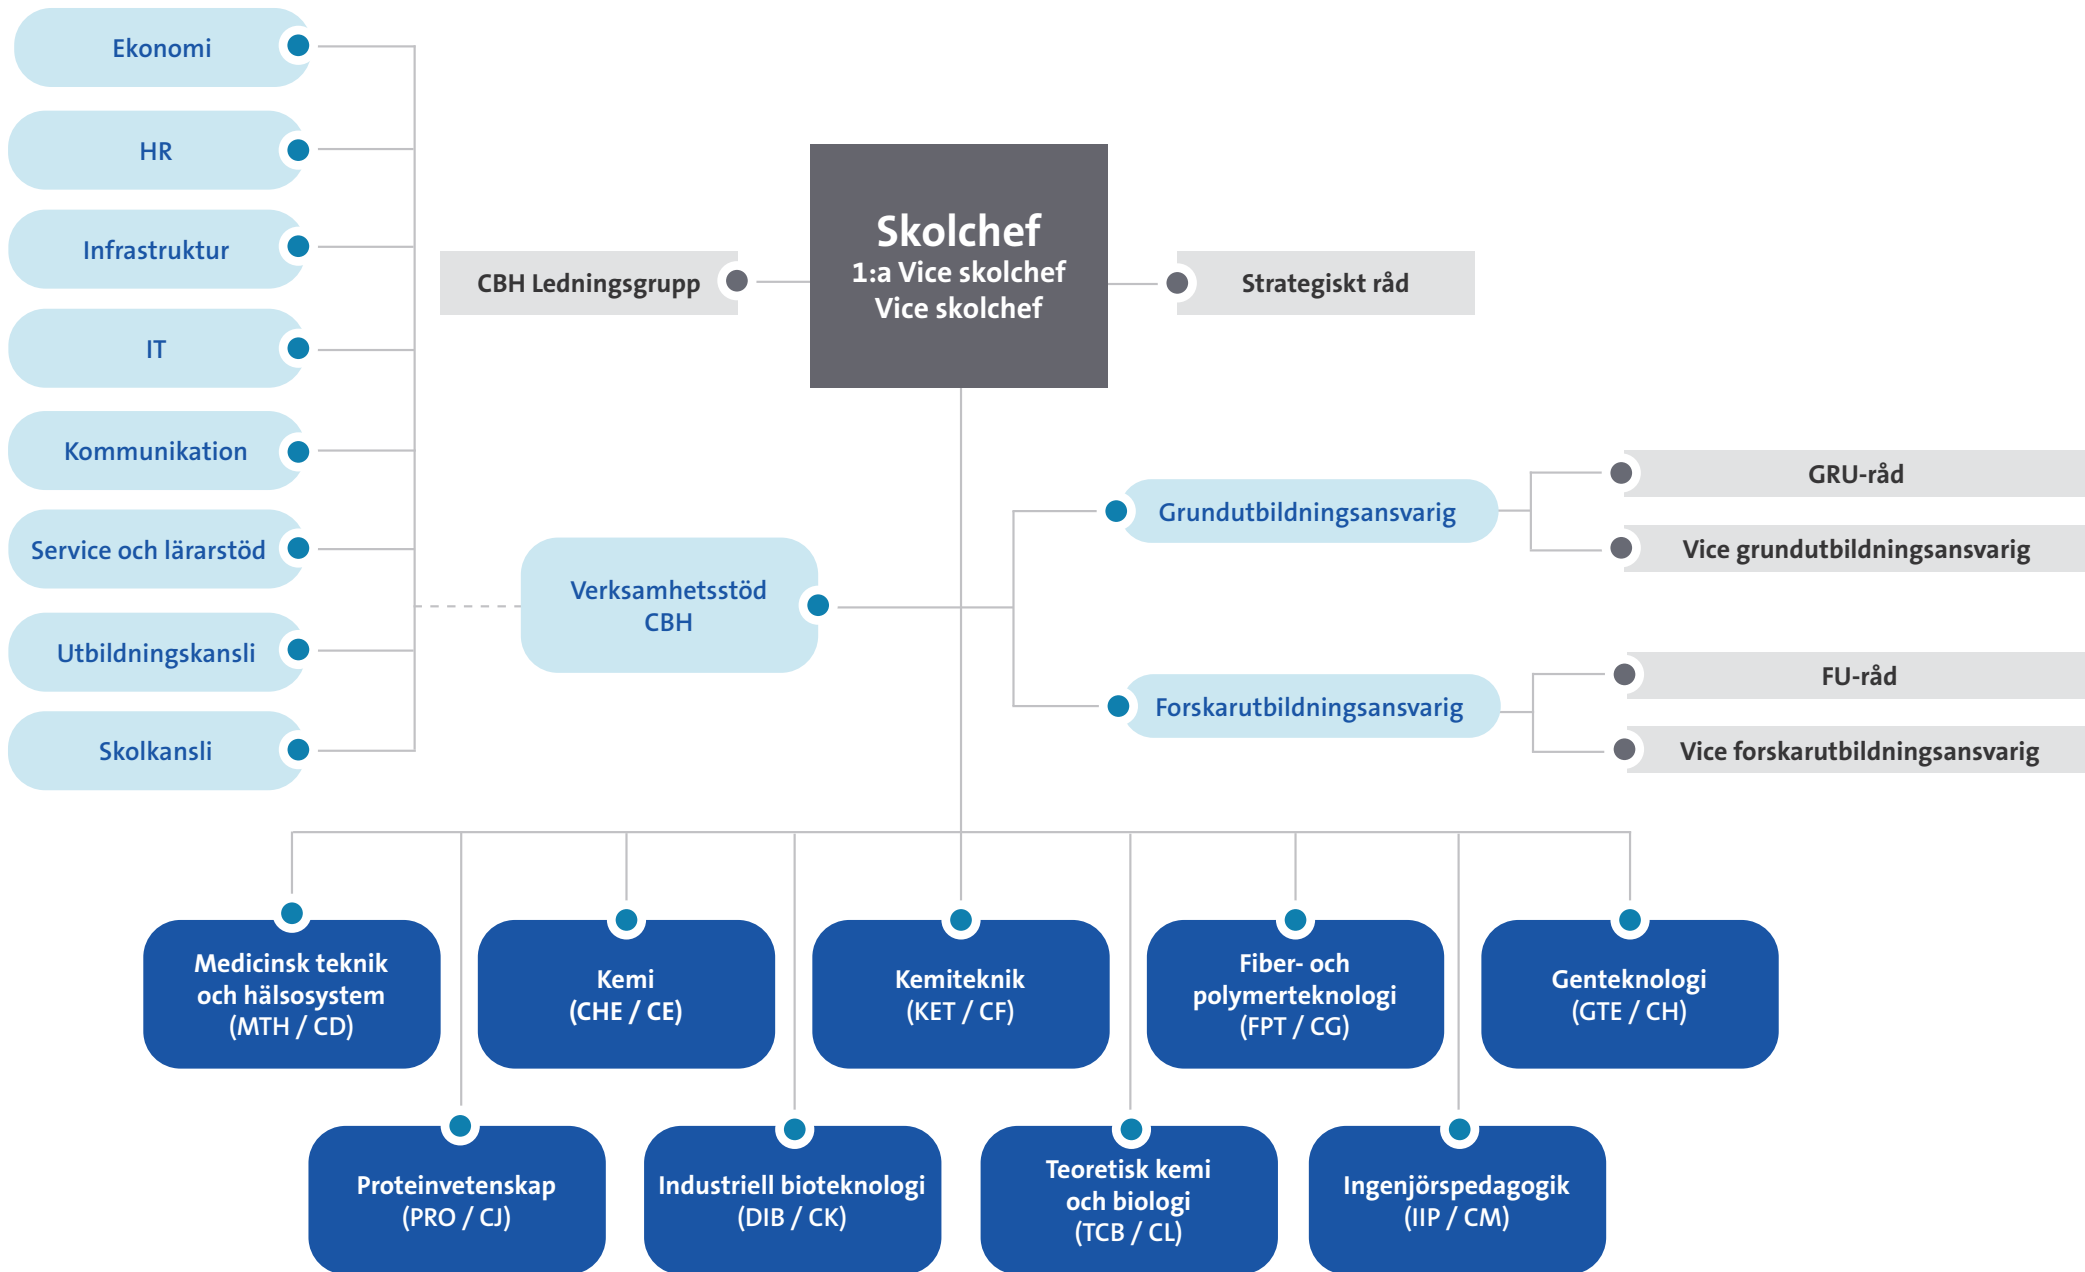 Ekonomi
HR
Infrastruktur
IT
Kommunikation
Service och lärarstöd
Utbildningskansli
Skolkansli
CBH Ledningsgrupp
Skolchef
1:a Vice skolchef
Vice skolchef
Strategiskt råd
Verksamhetsstöd
CBH
Grundutbildningsansvarig
GRU-råd
Vice grundutbildningsansvarig
Forskarutbildningsansvarig
FU-råd
Vice forskarutbildningsansvarig
Medicinsk teknik
och hälsosystem
(MTH / CD)
Kemi
(CHE / CE)
Kemiteknik
(KET / CF)
Fiber- och
polymerteknologi
(FPT / CG)
Genteknologi
(GTE / CH)
Proteinvetenskap
(PRO / CJ)
Industriell bioteknologi
(DIB / CK)
Teoretisk kemi
och biologi
(TCB / CL)
Ingenjörspedagogik
(IIP / CM)